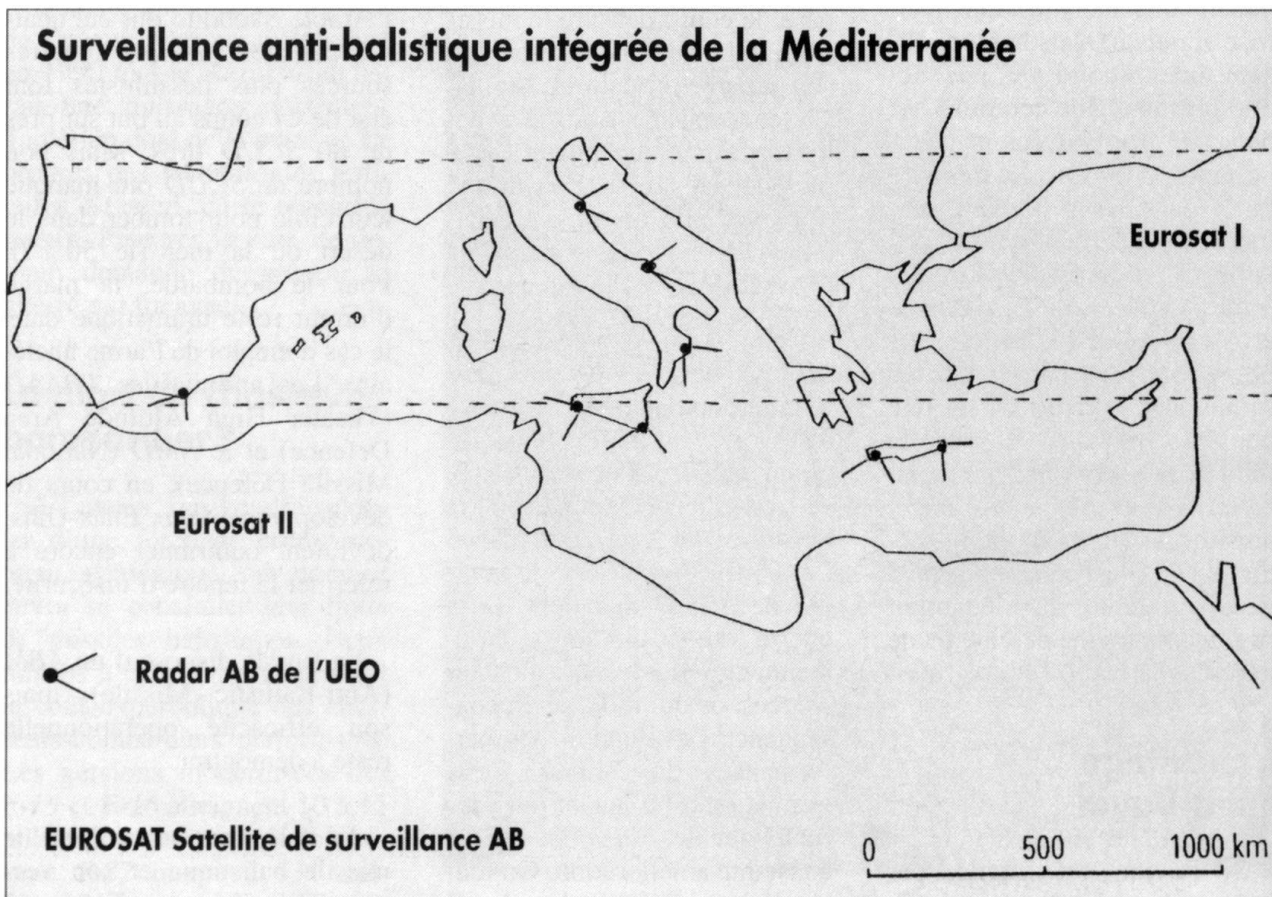 Surveillance anti-balistique intégrée de la Méditerranée
Eurosat I
Eurosat II
Radar AB de l'UEO
EUROSAT Satellite de surveillance AB
0 500 1000 km